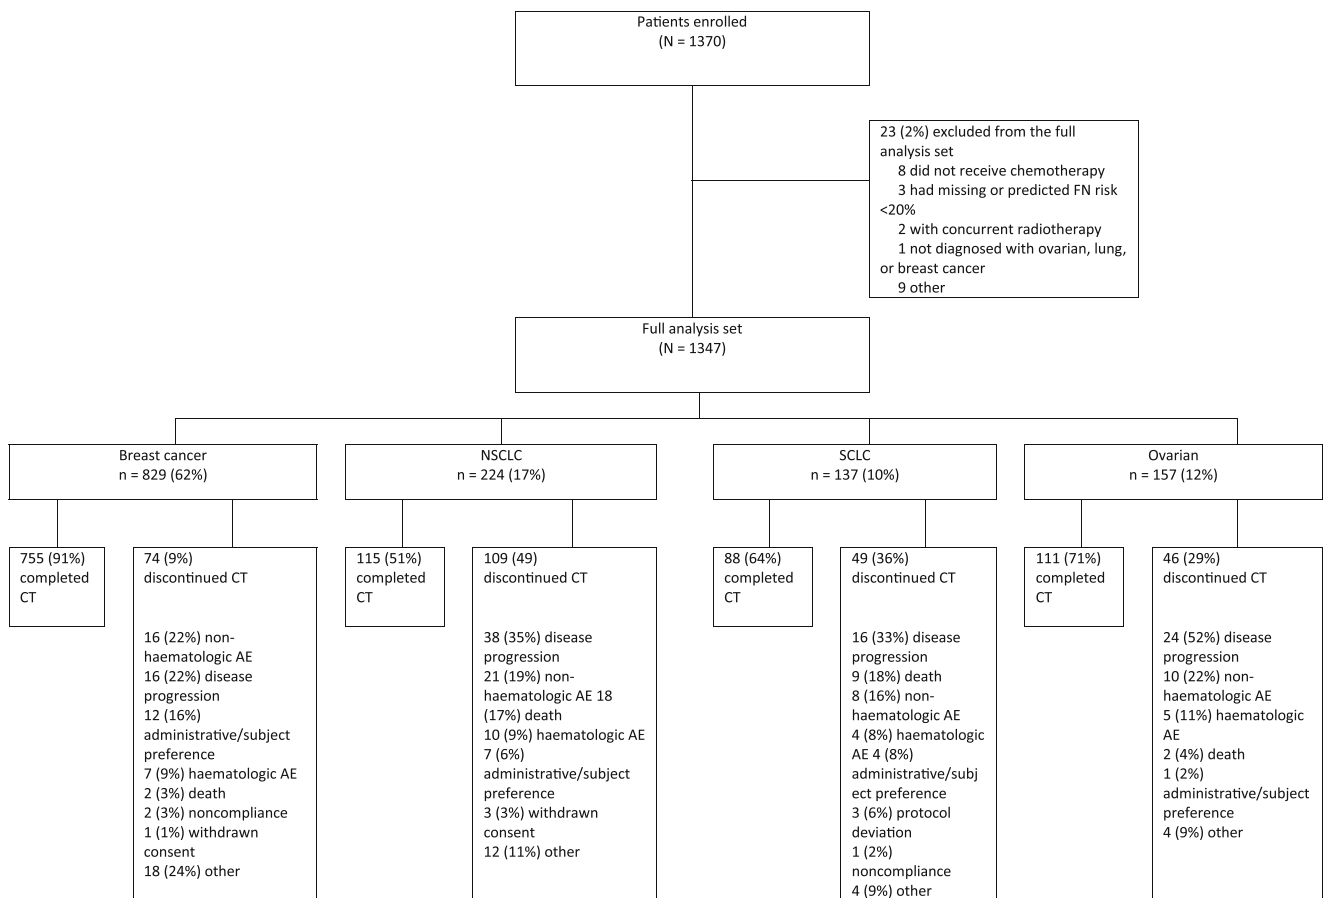 Patients enrolled
(N = 1370)
23 (2%) excluded from the full
analysis set
8 did not receive chemotherapy
3 had missing or predicted FN risk
<20%
2 with concurrent radiotherapy
1 not diagnosed with ovarian, lung,
or breast cancer
9 other
Full analysis set
(N = 1347)
Breast cancer
n = 829 (62%)
NSCLC
n = 224 (17%)
SCLC
n = 137 (10%)
Ovarian
n = 157 (12%)
755 (91%)
completed
CT
74 (9%)
discontinued CT
16 (22%) non-
haematologic AE
16 (22%) disease
progression
12 (16%)
administrative/subject
preference
7 (9%) haematologic AE
2 (3%) death
2 (3%) noncompliance
1 (1%) withdrawn
consent
18 (24%) other
115 (51%)
completed
CT
109 (49)
discontinued CT
38 (35%) disease
progression
21 (19%) non-
haematologic AE 18
(17%) death
10 (9%) haematologic AE
7 (6%)
administrative/subject
preference
3 (3%) withdrawn
consent
12 (11%) other
88 (64%)
completed
CT
49 (36%)
discontinued CT
16 (33%) disease
progression
9 (18%) death
8 (16%) non-
haematologic AE
4 (8%) haematologic
AE 4 (8%)
administrative/subj
ect preference
3 (6%) protocol
deviation
1 (2%)
noncompliance
4 (9%) other
111 (71%)
completed
CT
46 (29%)
discontinued CT
24 (52%) disease
progression
10 (22%) non-
haematologic AE
5 (11%) haematologic
AE
2 (4%) death
1 (2%)
administrative/subject
preference
4 (9%) other